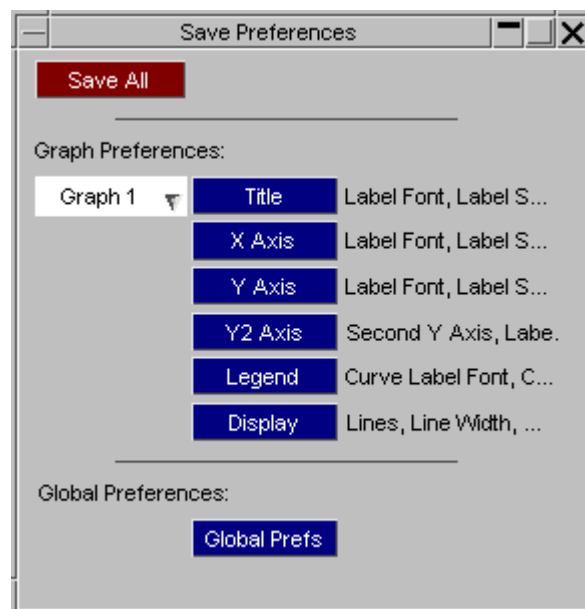 Save Preferences
Save All
Graph Preferences:
Graph 1 Title Label Font, Label S...
X Axis Label Font, Label S...
Y Axis Label Font, Label S...
Y2 Axis Second Y Axis, Labe.
Legend Curve Label Font, C...
Display Lines, Line Width, ...
Global Preferences:
Global Prefs